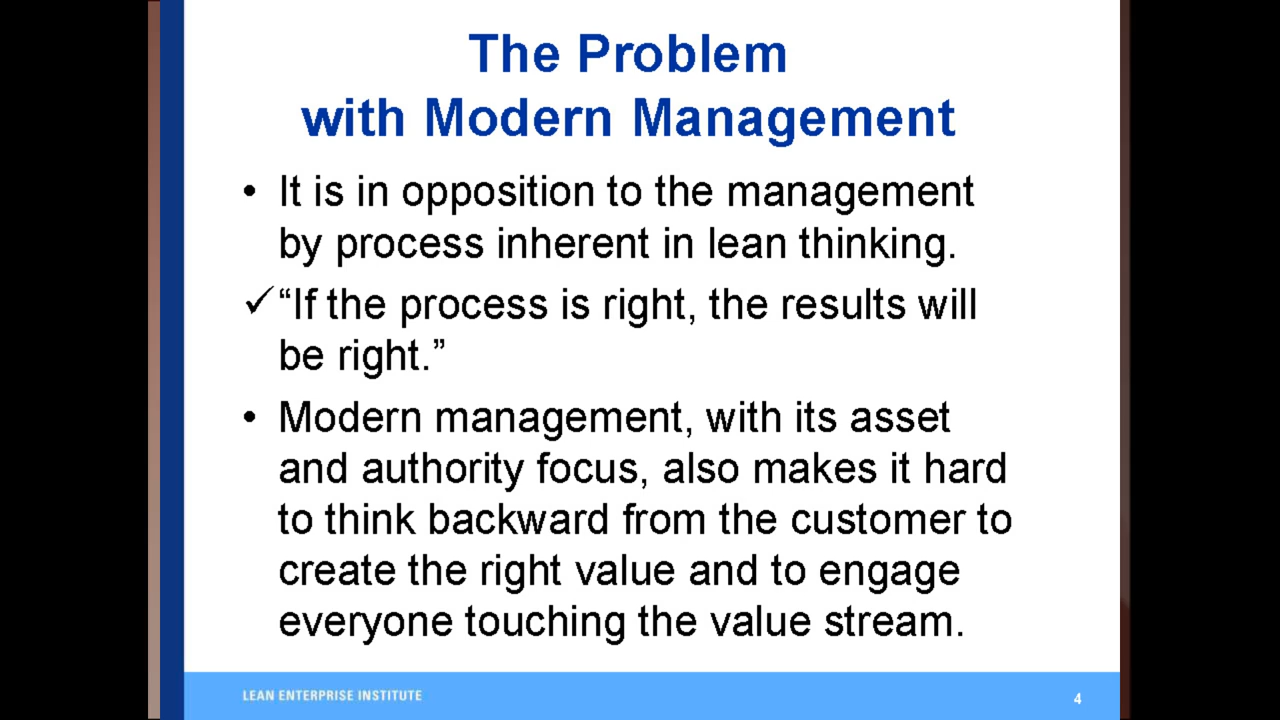 The Problem
with Modern Management
• It is in opposition to the management
by process inherent in lean thinking.
✓ “If the process is right, the results will
be right.”
• Modern management, with its asset
and authority focus, also makes it hard
to think backward from the customer to
create the right value and to engage
everyone touching the value stream.
LEAN ENTERPRISE INSTITUTE
4